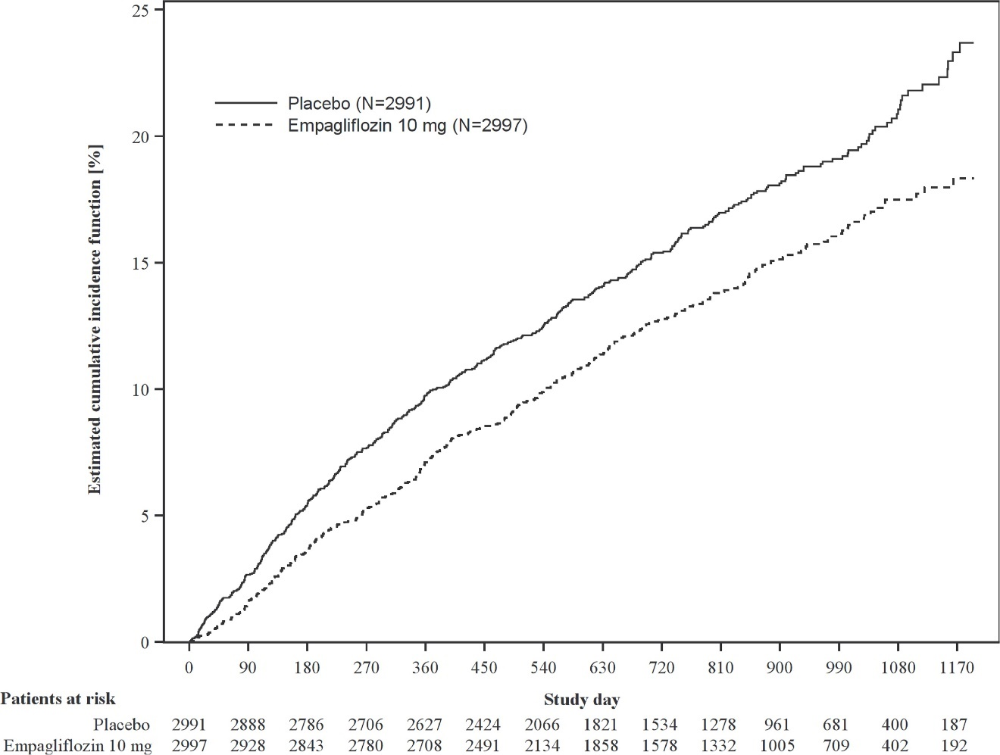 25
20
15
10
5
0
Estimated cumulative incidence function [%]
Placebo (N=2991)
Empagliflozin 10 mg (N=2997)
0 90 180 270 360 450 540 630 720 810 900 990 1080 1170
Patients at risk Study day
Placebo 2991 2888 2786 2706 2627 2424 2066 1821 1534 1278 961 681 400 187
Empagliflozin 10 mg 2997 2928 2843 2780 2708 2491 2134 1858 1578 1332 1005 709 402 192